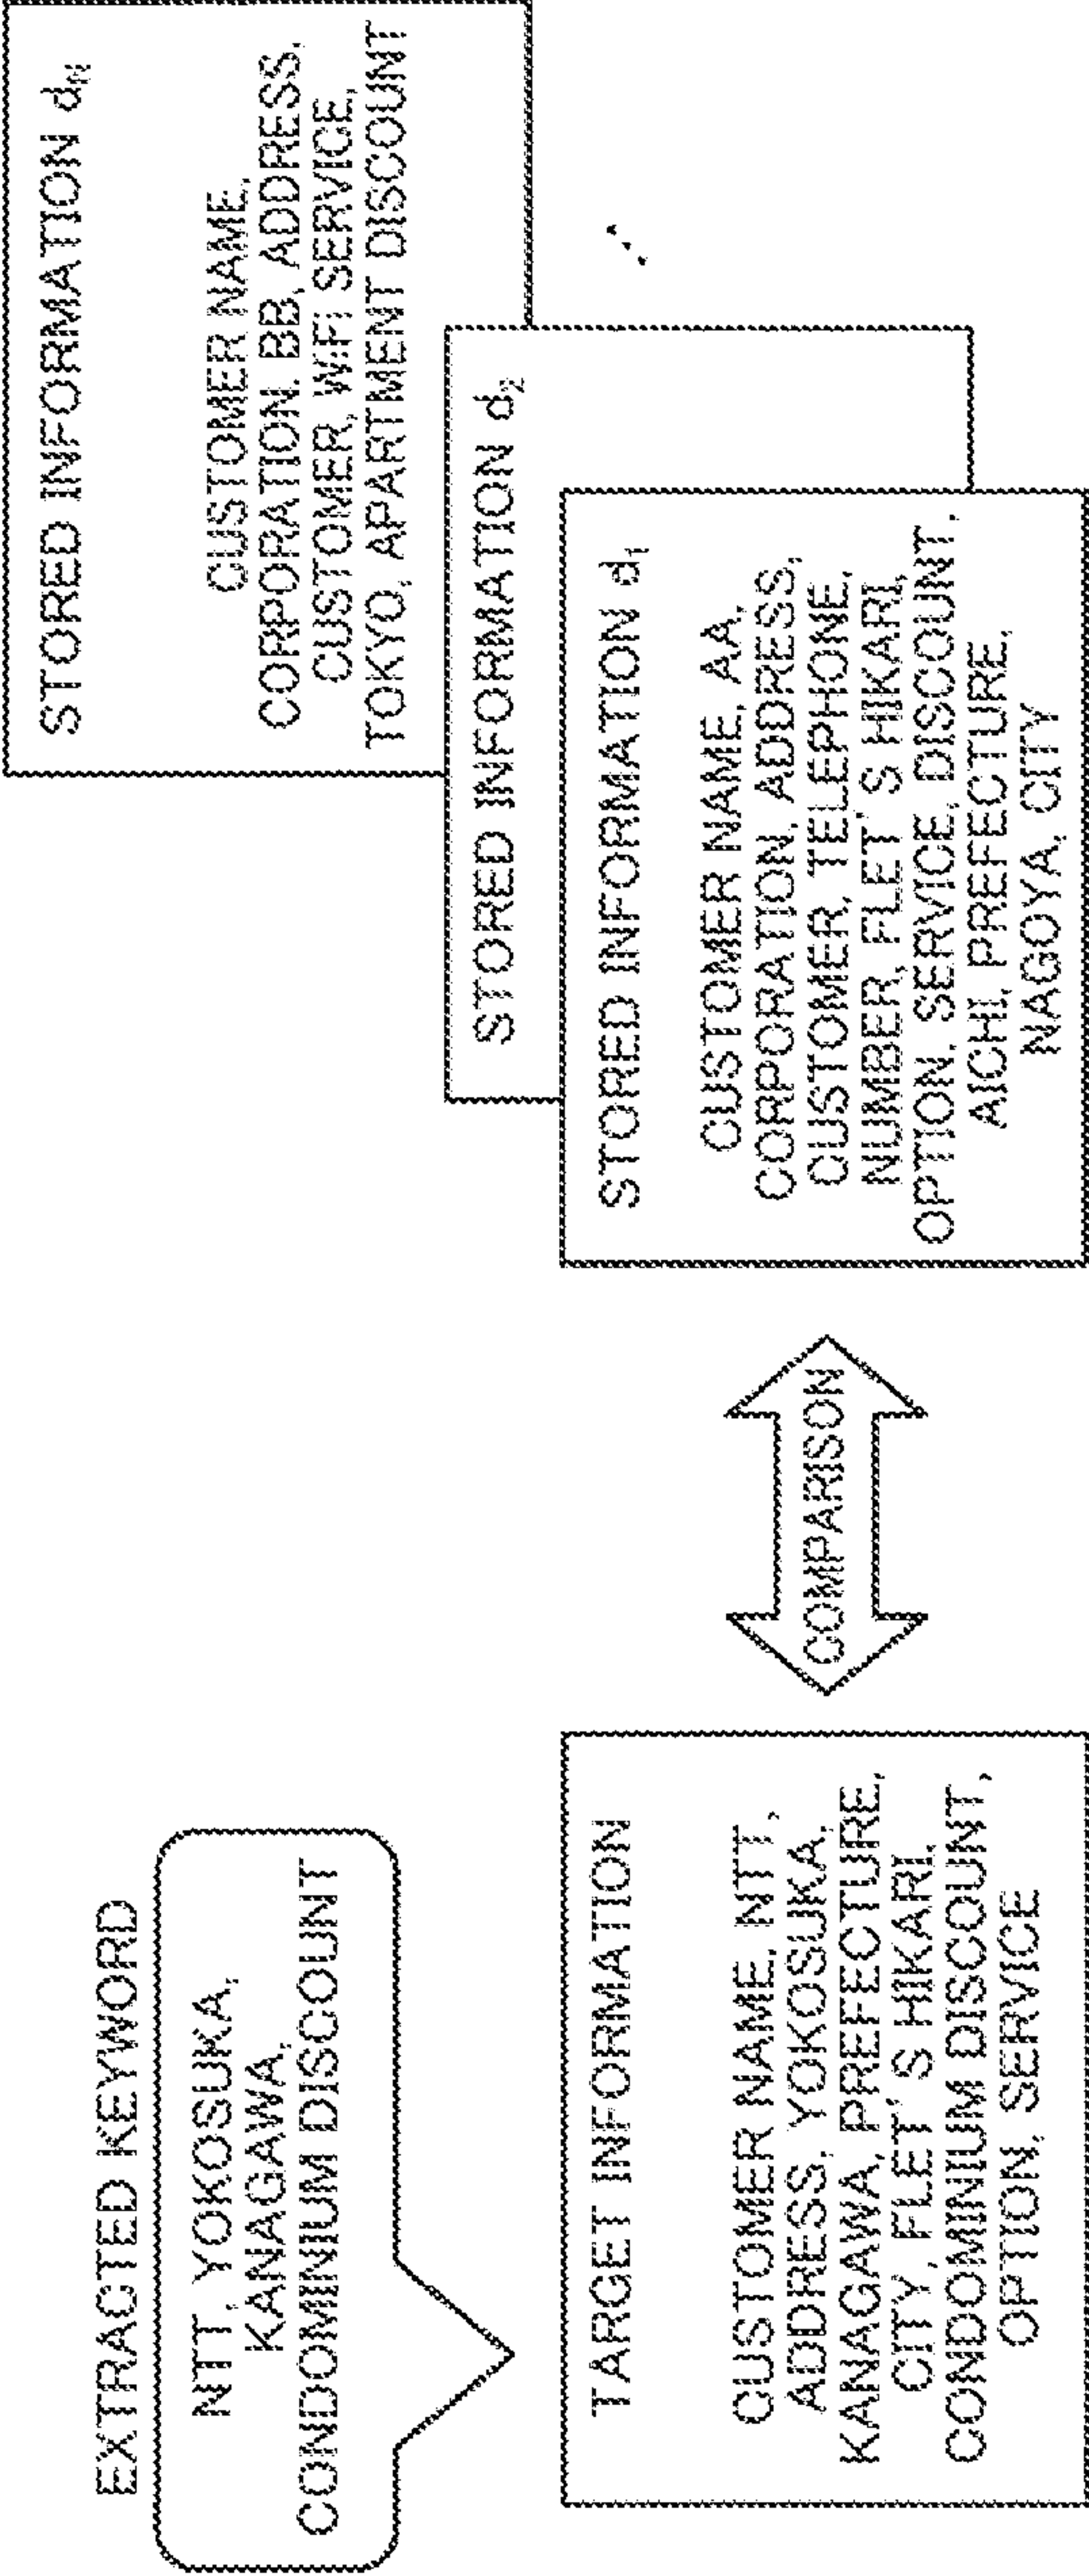 EXTRACTED KEYWORD
NTT, YOKOSUKA,
KANAGAWA,
CONDOMINIUM DISCOUNT
TARGET INFORMATION
CUSTOMER NAME, NTT,
ADDRESS, YOKOSUKA,
KANAGAWA, PREFECTURE,
CITY, FLET'S HIKARI,
CONDOMINIUM DISCOUNT,
OPTION, SERVICE
COMPARISON
STORED INFORMATION d1
CUSTOMER NAME, AA,
CORPORATION, ADDRESS,
CUSTOMER, TELEPHONE,
NUMBER, FLET'S HIKARI,
OPTION, SERVICE, DISCOUNT,
AICHI, PREFECTURE,
NAGOYA, CITY
STORED INFORMATION d2
STORED INFORMATION dN
CUSTOMER NAME,
CORPORATION, BB, ADDRESS,
CUSTOMER, WiFi SERVICE,
TOKYO, APARTMENT DISCOUNT